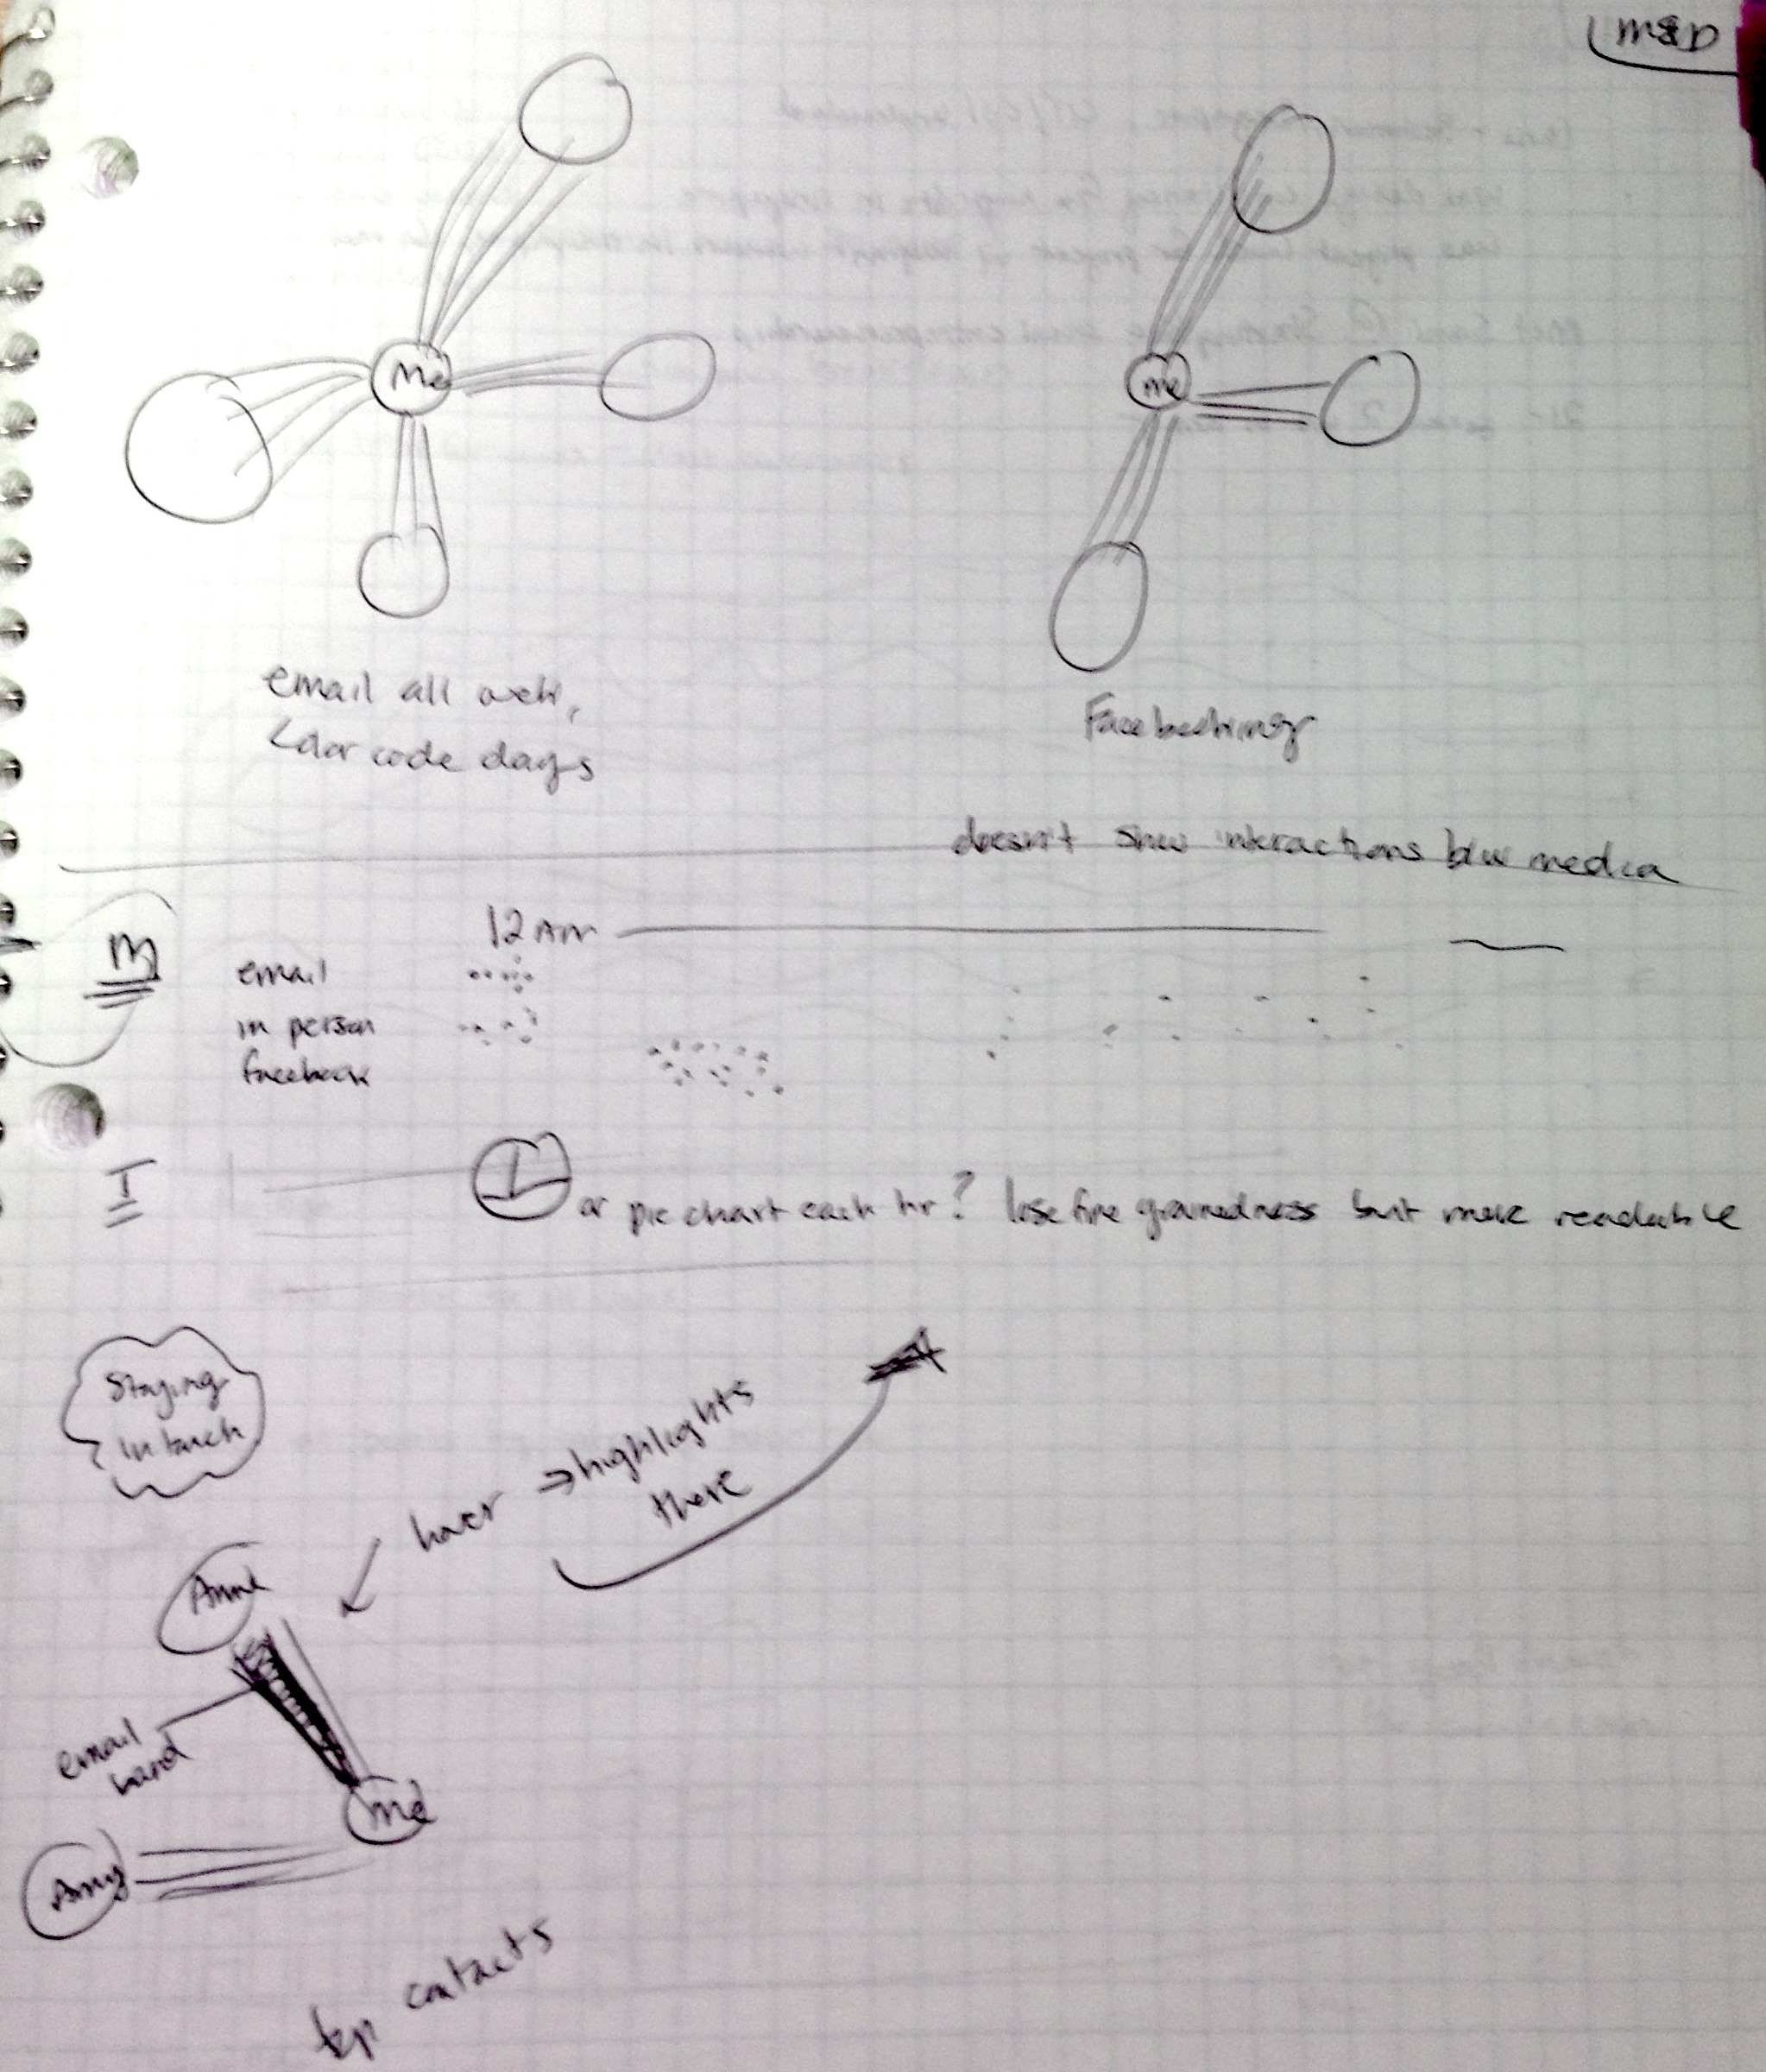 Me
me
email all week,
color code days
Facebooking
doesn't show interactions b/w media
M
12 AM
email
in person
facebook
T
or pie chart each hr? lose fine grainedness but more readable
Staying
in touch
hover ⇒ highlights
there
Anne
email
band
me
Amy
top contacts